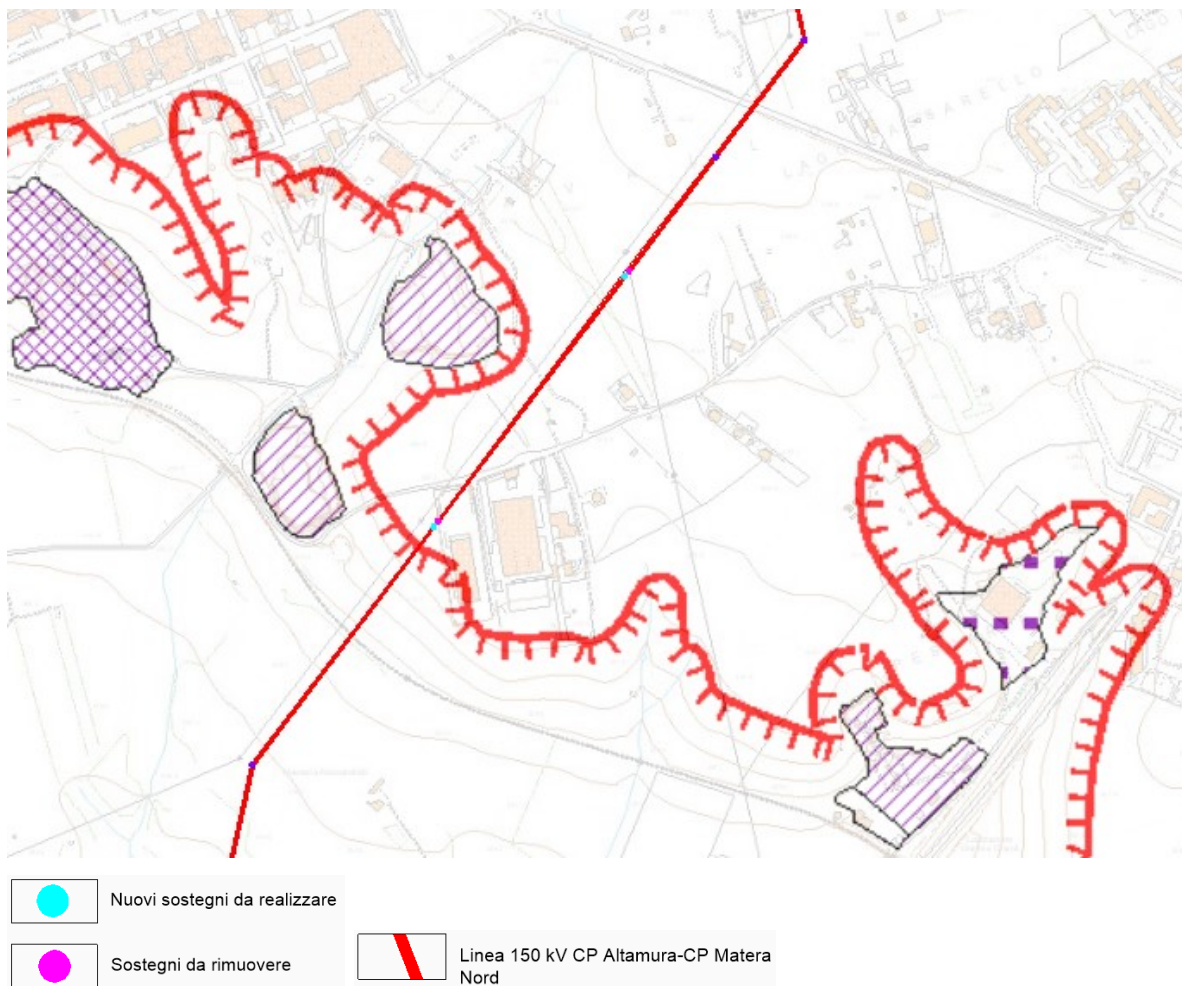 Nuovi sostegni da realizzare
Sostegni da rimuovere
Linea 150 kV CP Altamura-CP Matera
Nord